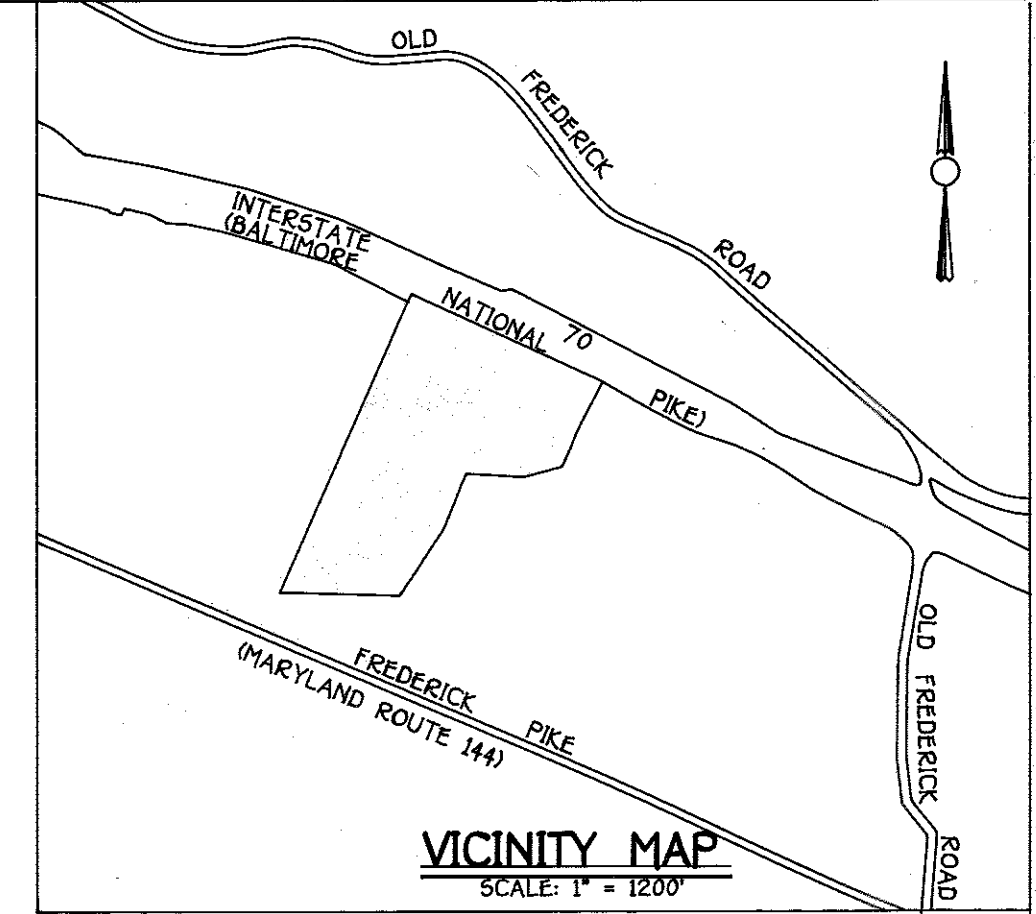 OLD
FREDERICK
ROAD
INTERSTATE
(BALTIMORE
NATIONAL 70
PIKE)
OLD FREDERICK
ROAD
FREDERICK
PIKE
(MARYLAND ROUTE 144)
VICINITY MAP
SCALE: 1" = 1200'